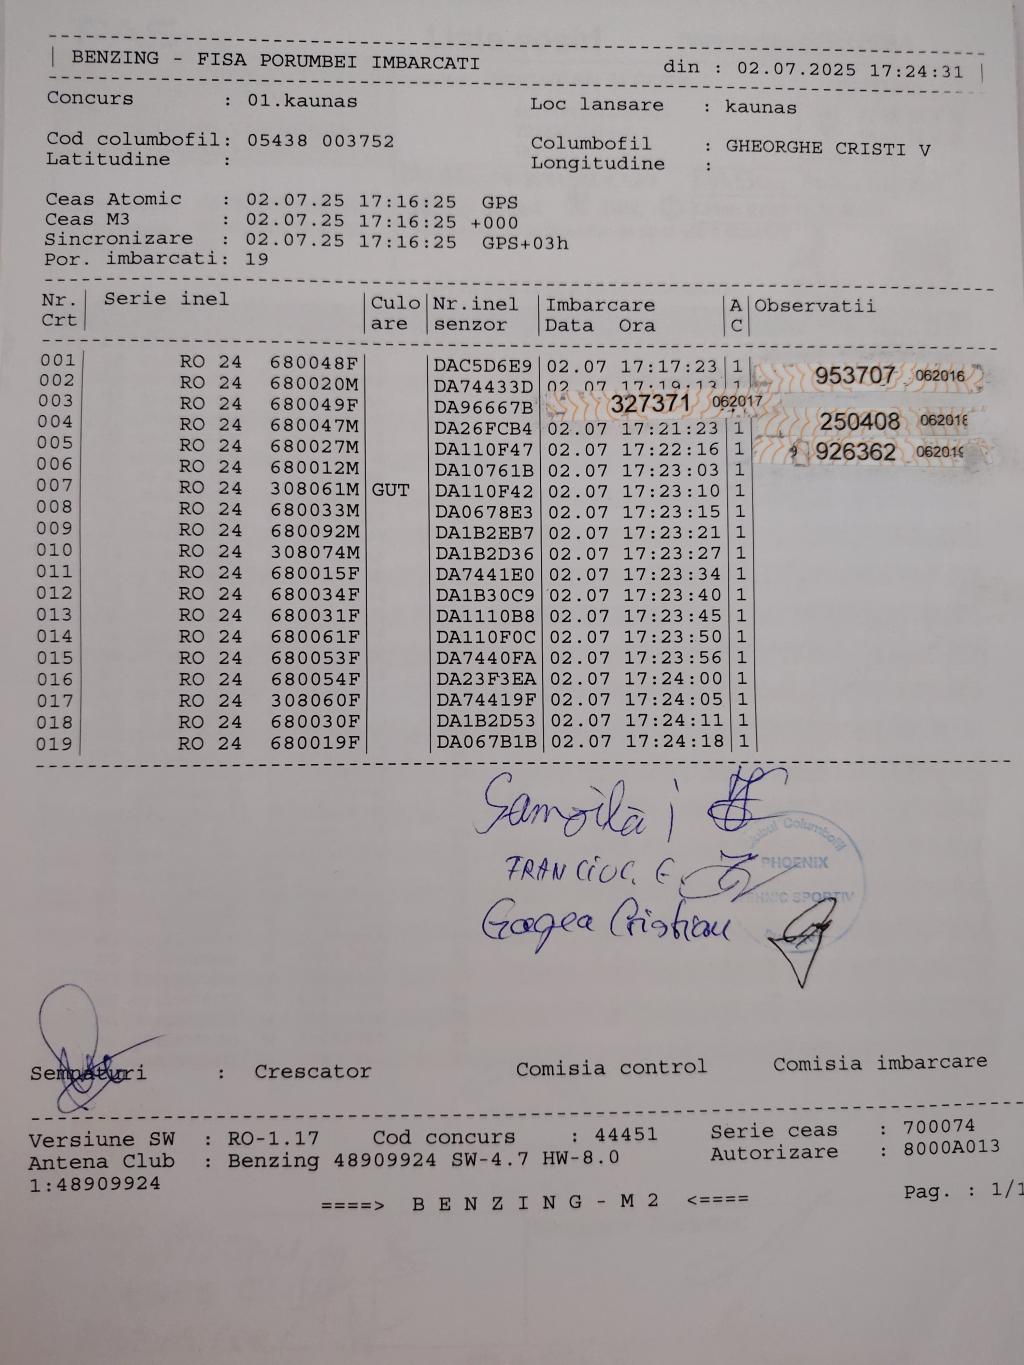 BENZING - FISA PORUMBEI IMBARCATI din : 02.07.2025 17:24:31
Concurs : 01.kaunas Loc lansare : kaunas
Cod columbofil: 05438 003752 Columbofil : GHEORGHE CRISTI V
Latitudine : Longitudine :
Ceas Atomic : 02.07.25 17:16:25 GPS
Ceas M3 : 02.07.25 17:16:25 +000
Sincronizare : 02.07.25 17:16:25 GPS+03h
Por. imbarcati: 19
Nr. Serie inel Culo Nr.inel Imbarcare A Observatii
Crt are senzor Data Ora C
001 RO 24 680048F DAC5D6E9 02.07 17:17:23 1 953707 062016
002 RO 24 680020M DA74433D 02.07 17:19:13 1
003 RO 24 680049F DA96667B 327371 062017
004 RO 24 680047M DA26FCB4 02.07 17:21:23 1 250408 062018
005 RO 24 680027M DA110F47 02.07 17:22:16 1 926362 062019
006 RO 24 680012M DA10761B 02.07 17:23:03 1
007 RO 24 308061M GUT DA110F42 02.07 17:23:10 1
008 RO 24 680033M DA0678E3 02.07 17:23:15 1
009 RO 24 680092M DA1B2EB7 02.07 17:23:21 1
010 RO 24 308074M DA1B2D36 02.07 17:23:27 1
011 RO 24 680015F DA7441E0 02.07 17:23:34 1
012 RO 24 680034F DA1B30C9 02.07 17:23:40 1
013 RO 24 680031F DA1110B8 02.07 17:23:45 1
014 RO 24 680061F DA110F0C 02.07 17:23:50 1
015 RO 24 680053F DA7440FA 02.07 17:23:56 1
016 RO 24 680054F DA23F3EA 02.07 17:24:00 1
017 RO 24 308060F DA74419F 02.07 17:24:05 1
018 RO 24 680030F DA1B2D53 02.07 17:24:11 1
019 RO 24 680019F DA067B1B 02.07 17:24:18 1
Samoilă i
FRANCIUC. E.
Gagea Cristian
Clubul Columbofil
PHOENIX
SPORTIV
Semnaturi : Crescator Comisia control Comisia imbarcare
Versiune SW : RO-1.17 Cod concurs : 44451 Serie ceas : 700074
Antena Club : Benzing 48909924 SW-4.7 HW-8.0 Autorizare : 8000A013
1:48909924
====> B E N Z I N G - M 2 <==== Pag. : 1/1